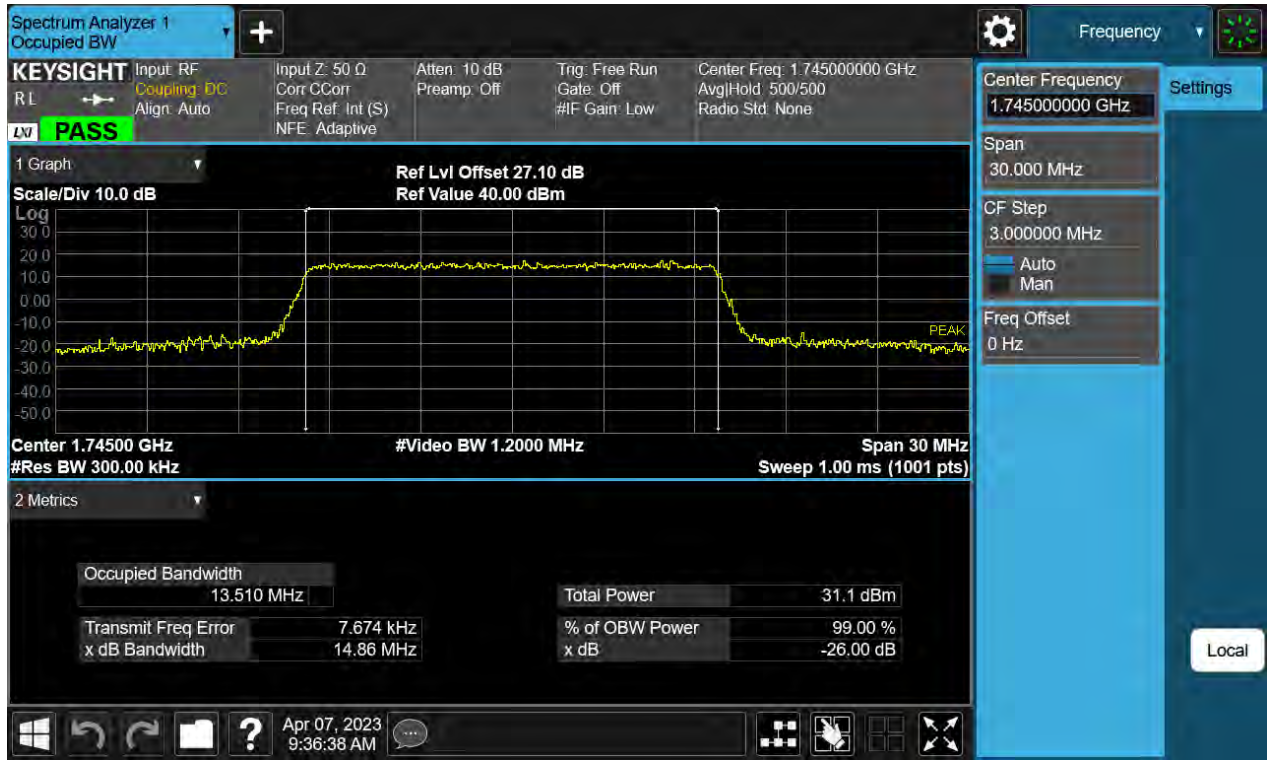 Spectrum Analyzer 1
Occupied BW
Frequency
KEYSIGHT
RL
LXI
PASS
Input: RF
Coupling: DC
Align: Auto
Input Z: 50 Ω
Corr CCorr
Freq Ref: Int (S)
NFE: Adaptive
Atten: 10 dB
Preamp: Off
Trig: Free Run
Gate: Off
#IF Gain: Low
Center Freq: 1.745000000 GHz
Avg|Hold: 500/500
Radio Std: None
Center Frequency
1.745000000 GHz
Settings
Span
30.000 MHz
CF Step
3.000000 MHz
Auto
Man
Freq Offset
0 Hz
1 Graph
Scale/Div 10.0 dB
Ref Lvl Offset 27.10 dB
Ref Value 40.00 dBm
Log
30.0
20.0
10.0
0.00
-10.0
-20.0
-30.0
-40.0
-50.0
PEAK
Center 1.74500 GHz
#Video BW 1.2000 MHz
Span 30 MHz
#Res BW 300.00 kHz
Sweep 1.00 ms (1001 pts)
2 Metrics
Occupied Bandwidth
13.510 MHz
Total Power 31.1 dBm
Transmit Freq Error 7.674 kHz
% of OBW Power 99.00 %
x dB Bandwidth 14.86 MHz
x dB -26.00 dB
Local
?
Apr 07, 2023
9:36:38 AM